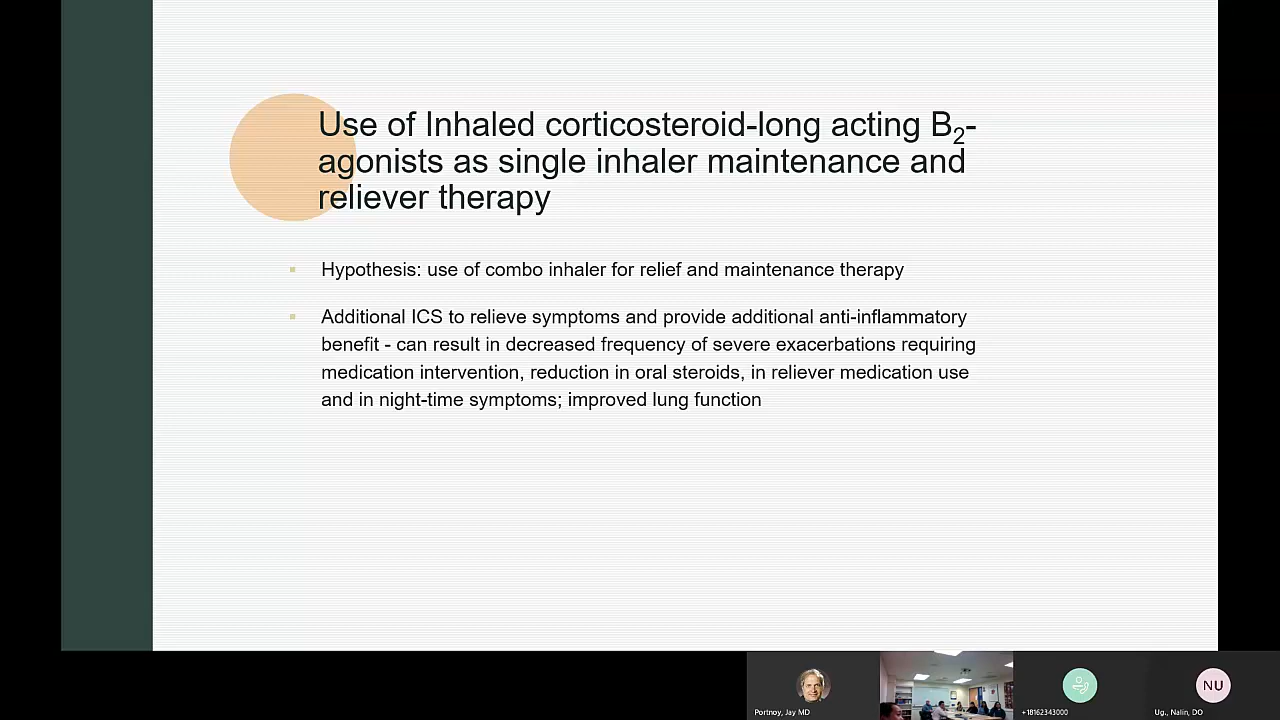 Use of Inhaled corticosteroid-long acting B₂-
agonists as single inhaler maintenance and
reliever therapy
Hypothesis: use of combo inhaler for relief and maintenance therapy
Additional ICS to relieve symptoms and provide additional anti-inflammatory
benefit - can result in decreased frequency of severe exacerbations requiring
medication intervention, reduction in oral steroids, in reliever medication use
and in night-time symptoms; improved lung function
NU
Portnoy, Jay MD
+18162343000
Ug., Nalin, DO